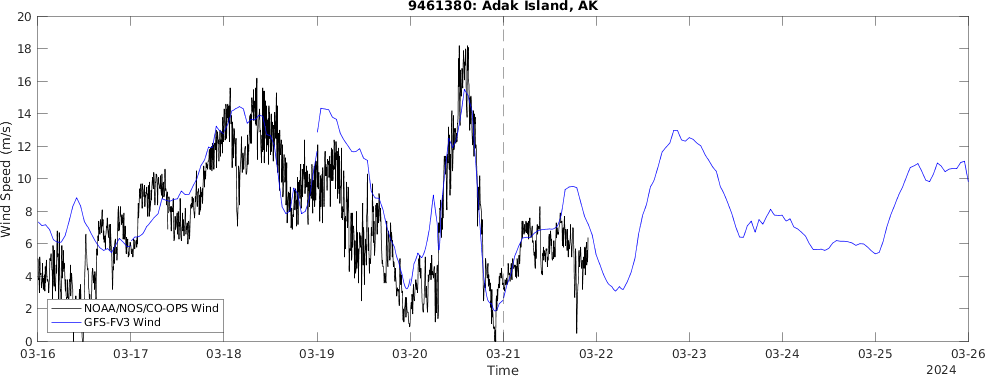 9461380: Adak Island, AK
Wind Speed (m/s)
20
18
16
14
12
10
8
6
4
2
0
NOAA/NOS/CO-OPS Wind
GFS-FV3 Wind
03-16 03-17 03-18 03-19 03-20 03-21 03-22 03-23 03-24 03-25 03-26
Time
2024